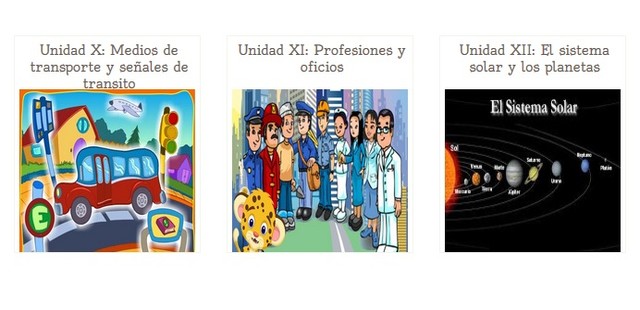 Unidad X: Medios de
transporte y señales de
transito
Unidad XI: Profesiones y
oficios
Unidad XII: El sistema
solar y los planetas
E
El Sistema Solar
Sol
Mercurio
Venus
Tierra
Marte
Júpiter
Saturno
Urano
Neptuno
Plutón